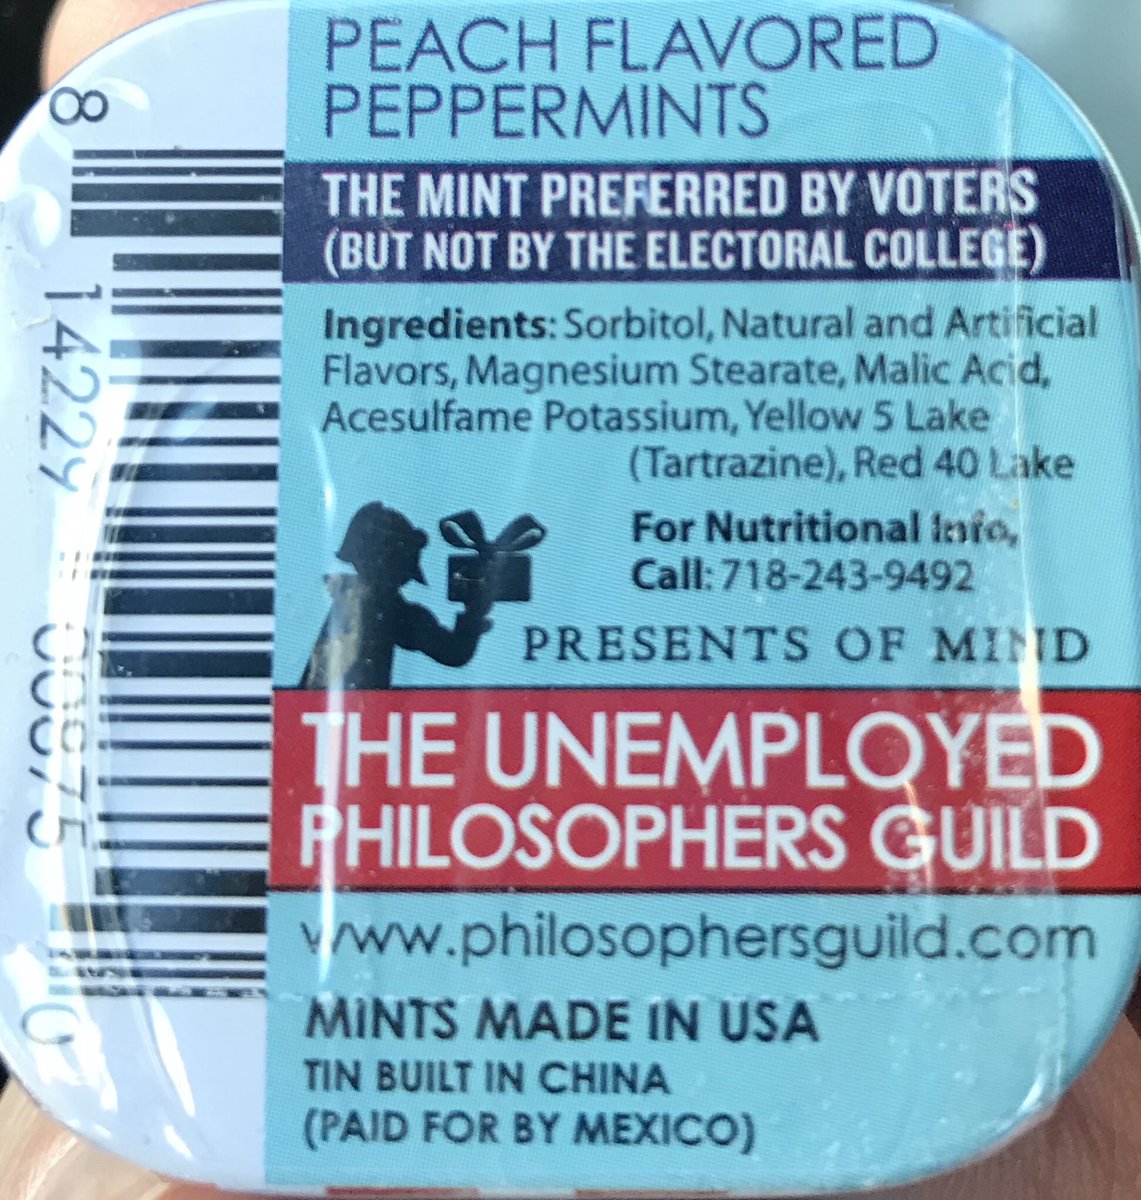 PEACH FLAVORED
PEPPERMINTS
THE MINT PREFERRED BY VOTERS
(BUT NOT BY THE ELECTORAL COLLEGE)
Ingredients: Sorbitol, Natural and Artificial
Flavors, Magnesium Stearate, Malic Acid,
Acesulfame Potassium, Yellow 5 Lake
(Tartrazine), Red 40 Lake
For Nutritional Info,
Call: 718-243-9492
PRESENTS OF MIND
THE UNEMPLOYED
PHILOSOPHERS GUILD
www.philosophersguild.com
MINTS MADE IN USA
TIN BUILT IN CHINA
(PAID FOR BY MEXICO)
8 14229 00875 0